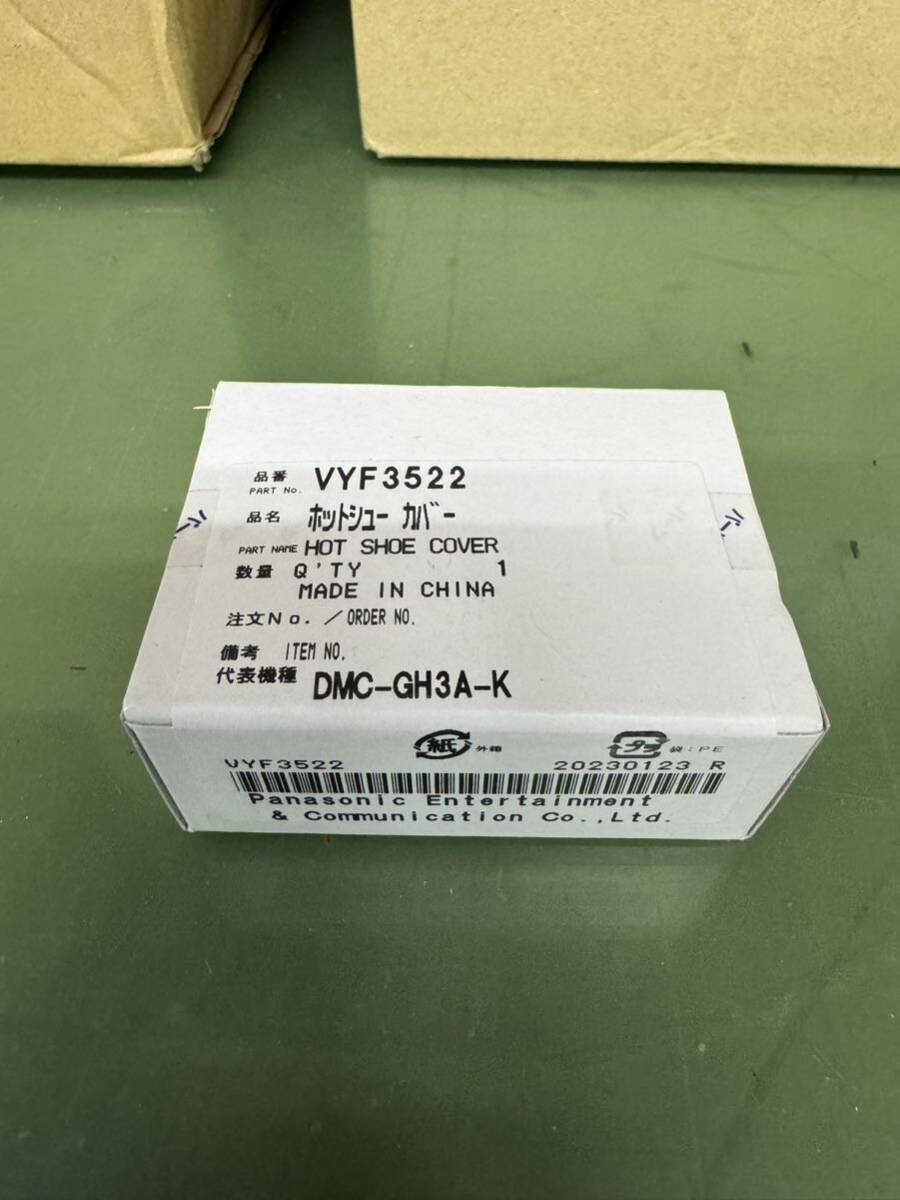 品番 VYF3522
PART No.
品名 ホットシュー カバー
PART NAME HOT SHOE COVER
数量 Q'TY 1
MADE IN CHINA
注文No. / ORDER NO.
備考 ITEM NO.
代表機種 DMC-GH3A-K
紙 外箱 プラ 袋:PE
VYF3522 20230123 R
Panasonic Entertainment
& Communication Co.,Ltd.